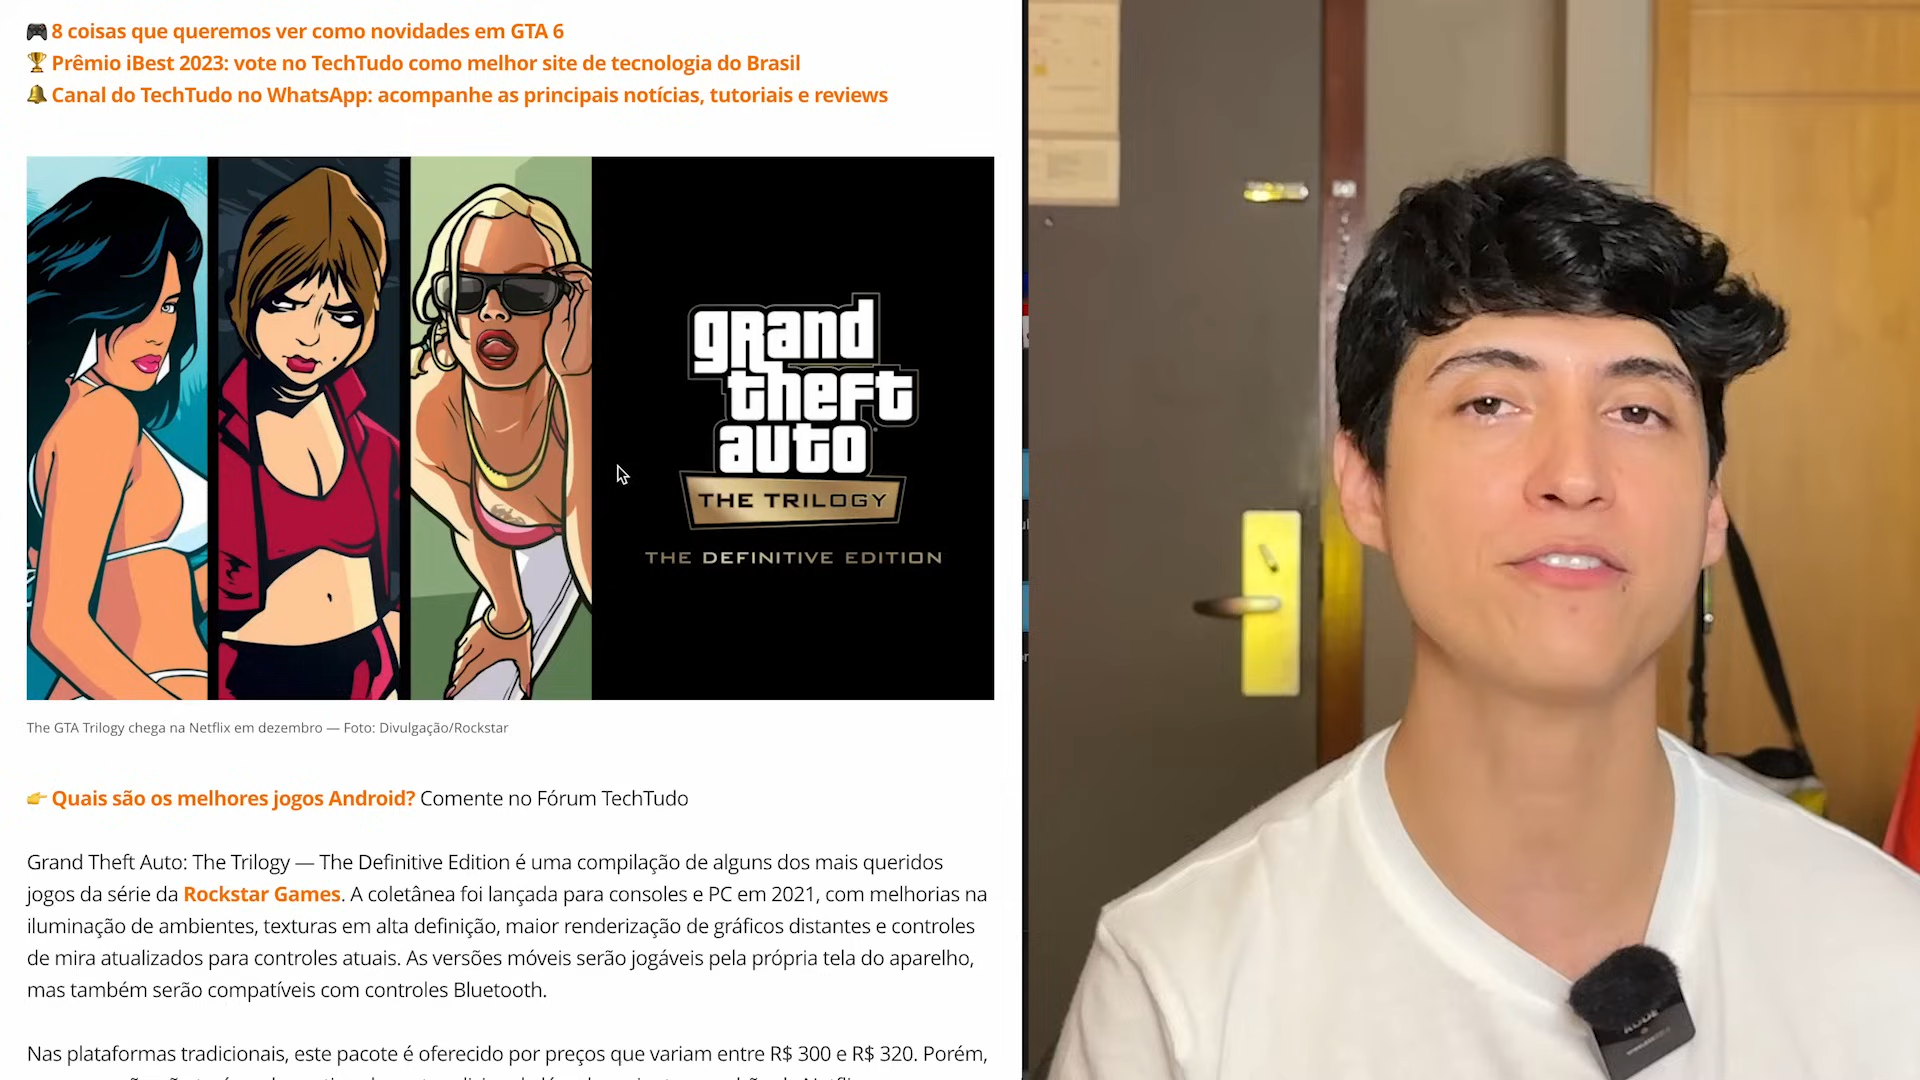 8 coisas que queremos ver como novidades em GTA 6
Prêmio iBest 2023: vote no TechTudo como melhor site de tecnologia do Brasil
Canal do TechTudo no WhatsApp: acompanhe as principais notícias, tutoriais e reviews
grand
theft
auto
THE TRILOGY
THE DEFINITIVE EDITION
The GTA Trilogy chega na Netflix em dezembro — Foto: Divulgação/Rockstar
Quais são os melhores jogos Android? Comente no Fórum TechTudo
Grand Theft Auto: The Trilogy — The Definitive Edition é uma compilação de alguns dos mais queridos
jogos da série da Rockstar Games. A coletânea foi lançada para consoles e PC em 2021, com melhorias na
iluminação de ambientes, texturas em alta definição, maior renderização de gráficos distantes e controles
de mira atualizados para controles atuais. As versões móveis serão jogáveis pela própria tela do aparelho,
mas também serão compatíveis com controles Bluetooth.
Nas plataformas tradicionais, este pacote é oferecido por preços que variam entre R$ 300 e R$ 320. Porém,
RODE